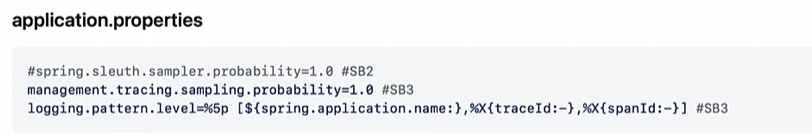 application.properties
#spring.sleuth.sampler.probability=1.0 #SB2
management.tracing.sampling.probability=1.0 #SB3
logging.pattern.level=%5p [${spring.application.name:},%X{traceId:-},%X{spanId:-}] #SB3